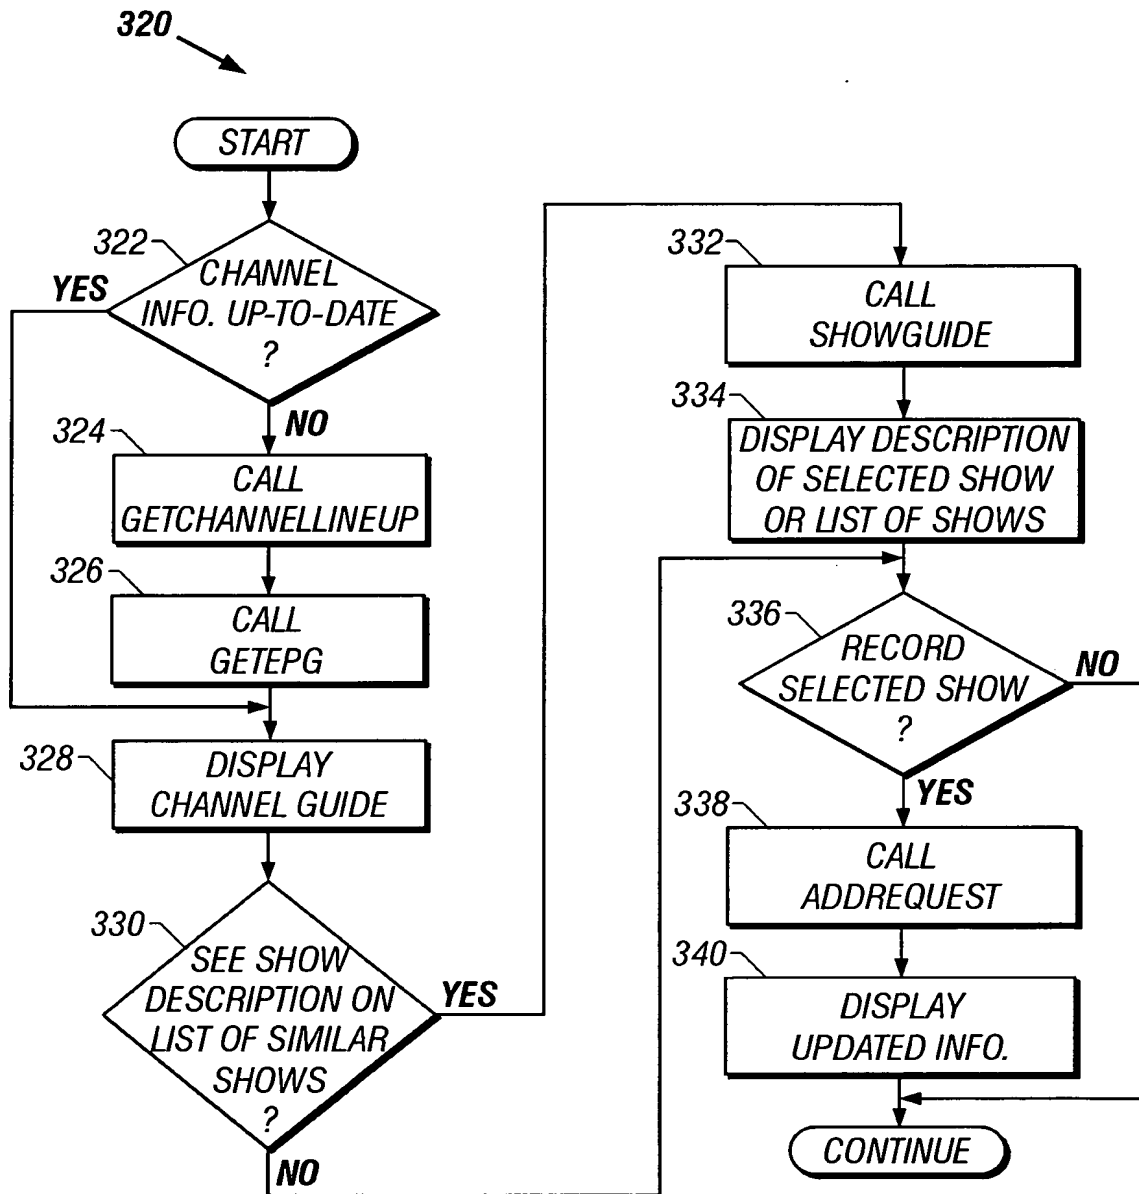 320
START
322
CHANNEL
INFO. UP-TO-DATE
?
YES
NO
324
CALL
GETCHANNELLINEUP
326
CALL
GETEPG
328
DISPLAY
CHANNEL GUIDE
330
SEE SHOW
DESCRIPTION ON
LIST OF SIMILAR
SHOWS
?
YES
NO
332
CALL
SHOWGUIDE
334
DISPLAY DESCRIPTION
OF SELECTED SHOW
OR LIST OF SHOWS
336
RECORD
SELECTED SHOW
?
NO
YES
338
CALL
ADDREQUEST
340
DISPLAY
UPDATED INFO.
CONTINUE